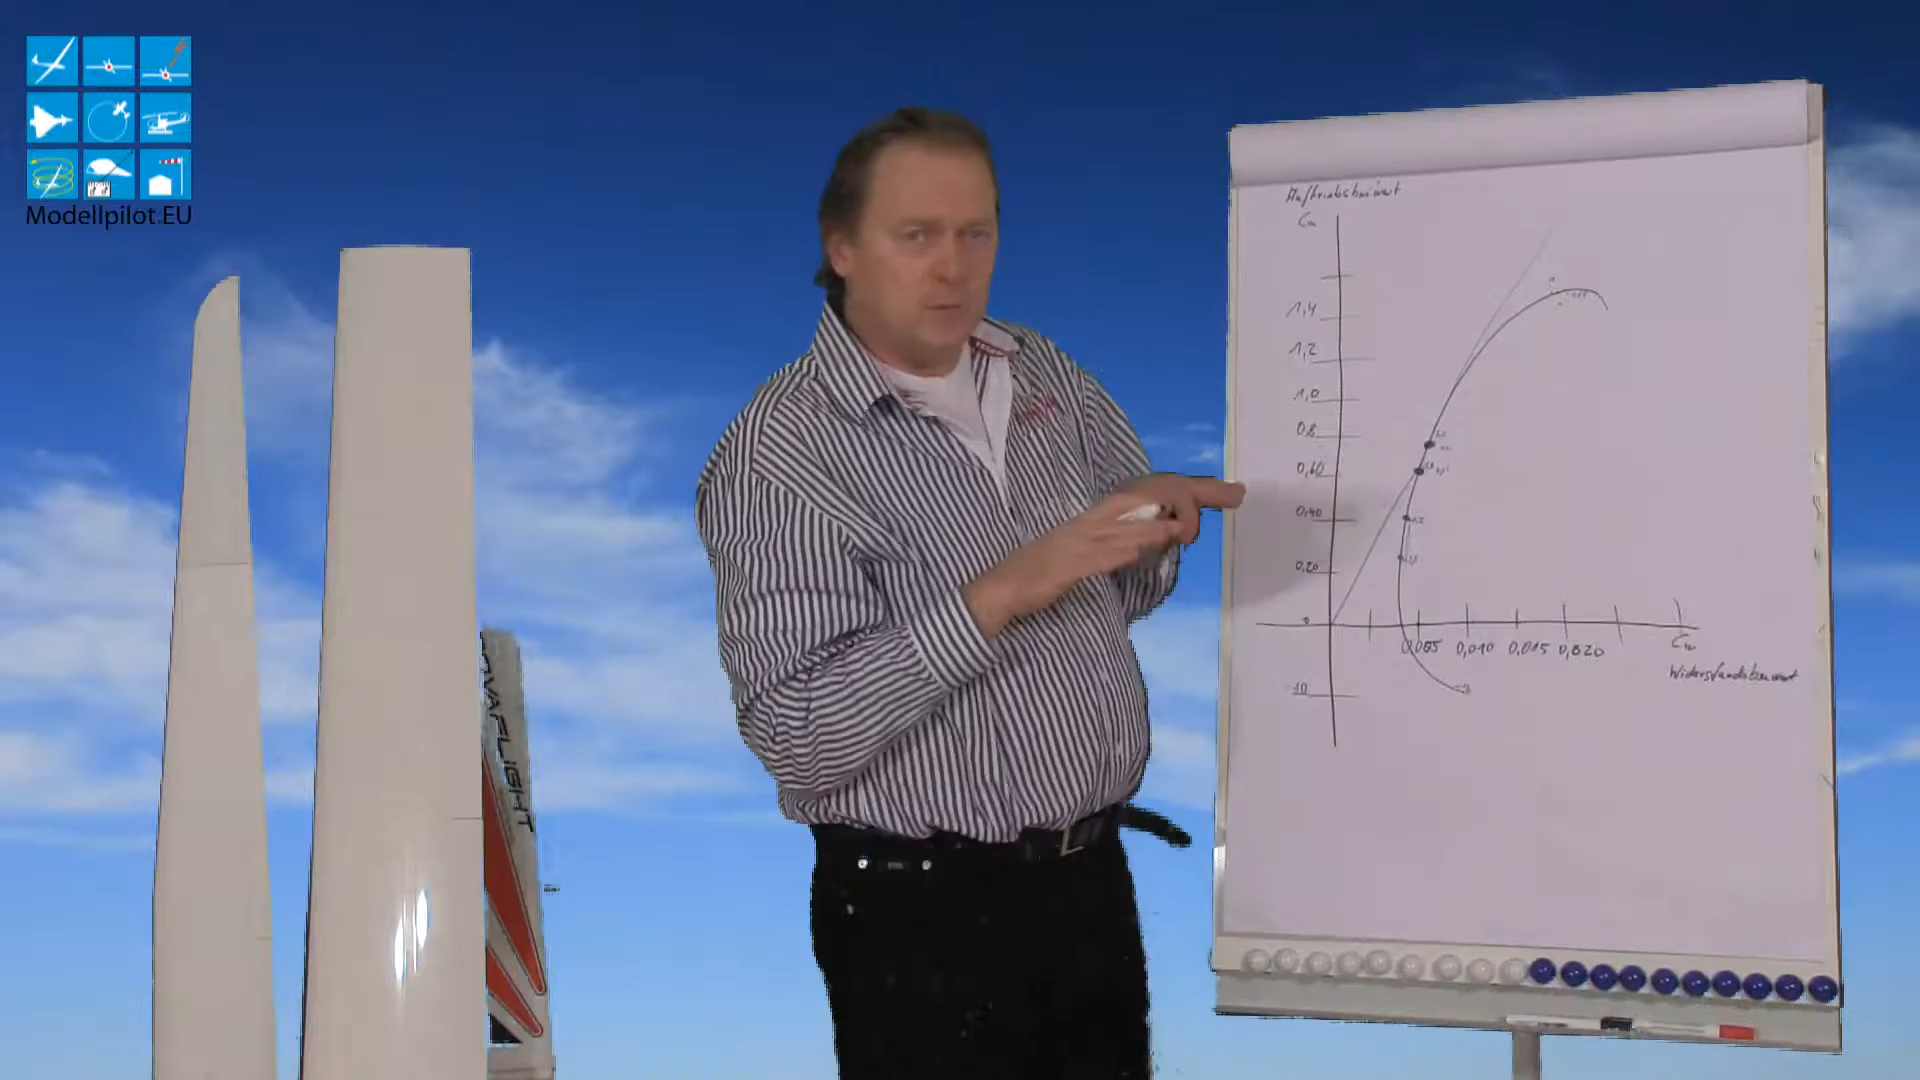 Modellpilot.EU
Auftriebsbeiwert
Ca
1,4
1,2
1,0
0,8
0,60
0,40
0,20
0
0,005 0,010 0,015 0,020
Cw
Widerstandsbeiwert
-10